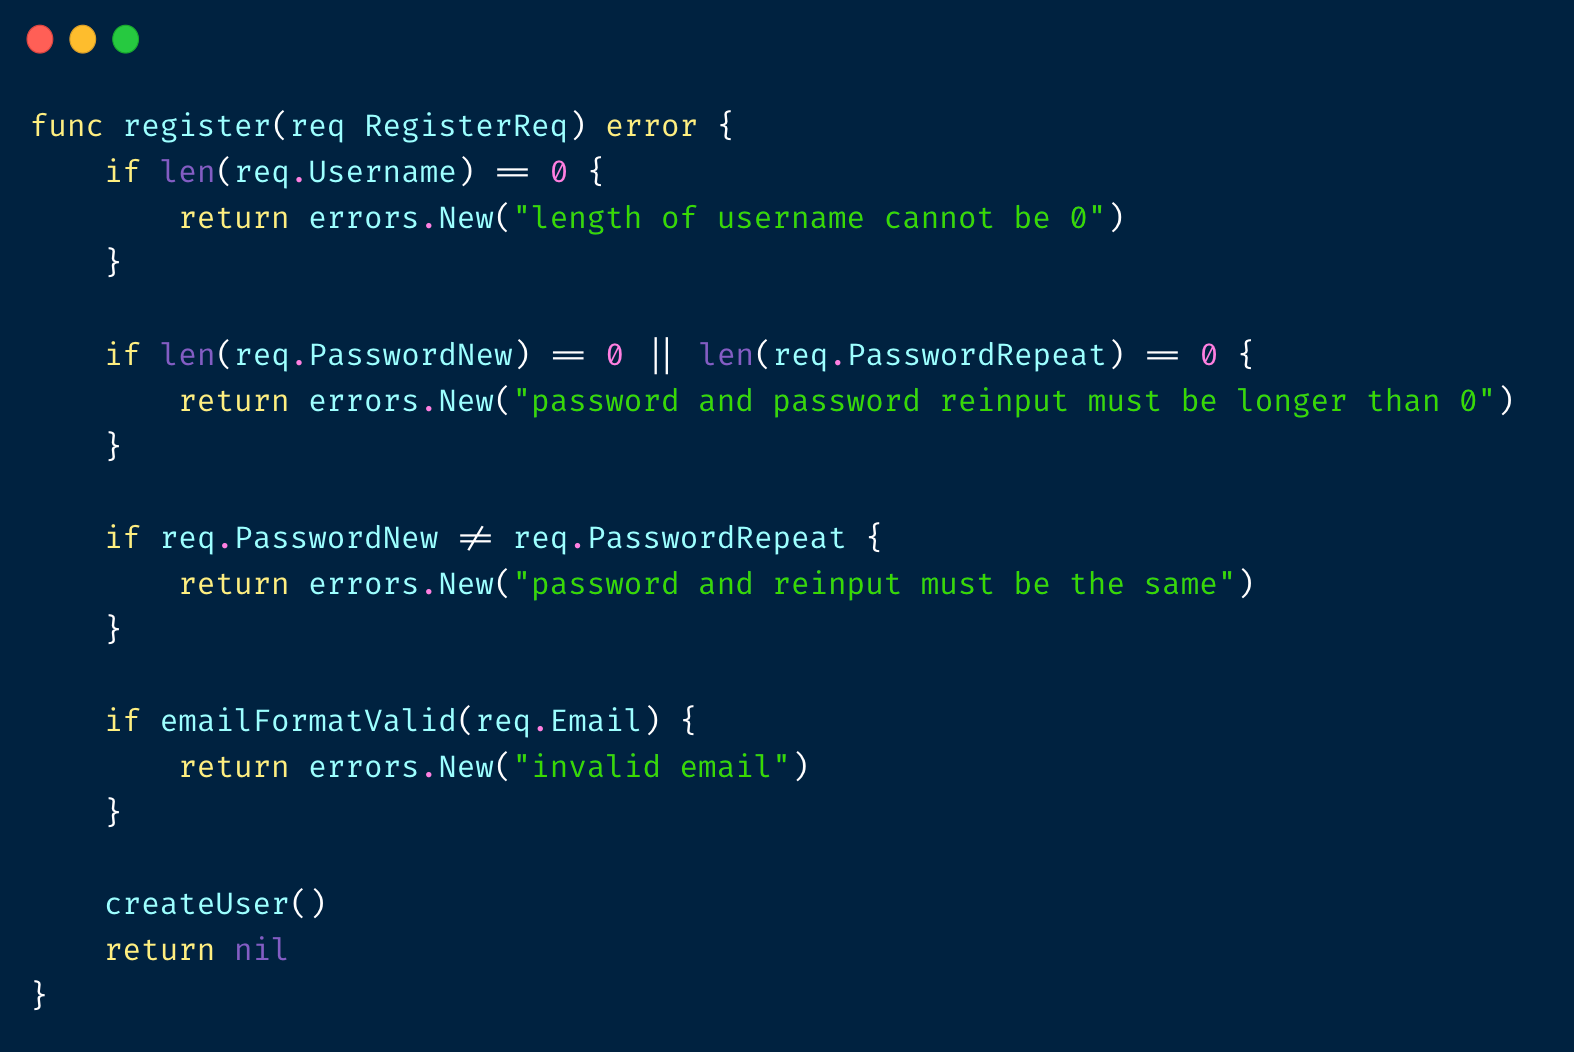 func register(req RegisterReq) error {
    if len(req.Username) == 0 {
        return errors.New("length of username cannot be 0")
    }

    if len(req.PasswordNew) == 0 || len(req.PasswordRepeat) == 0 {
        return errors.New("password and password reinput must be longer than 0")
    }

    if req.PasswordNew != req.PasswordRepeat {
        return errors.New("password and reinput must be the same")
    }

    if emailFormatValid(req.Email) {
        return errors.New("invalid email")
    }

    createUser()
    return nil
}